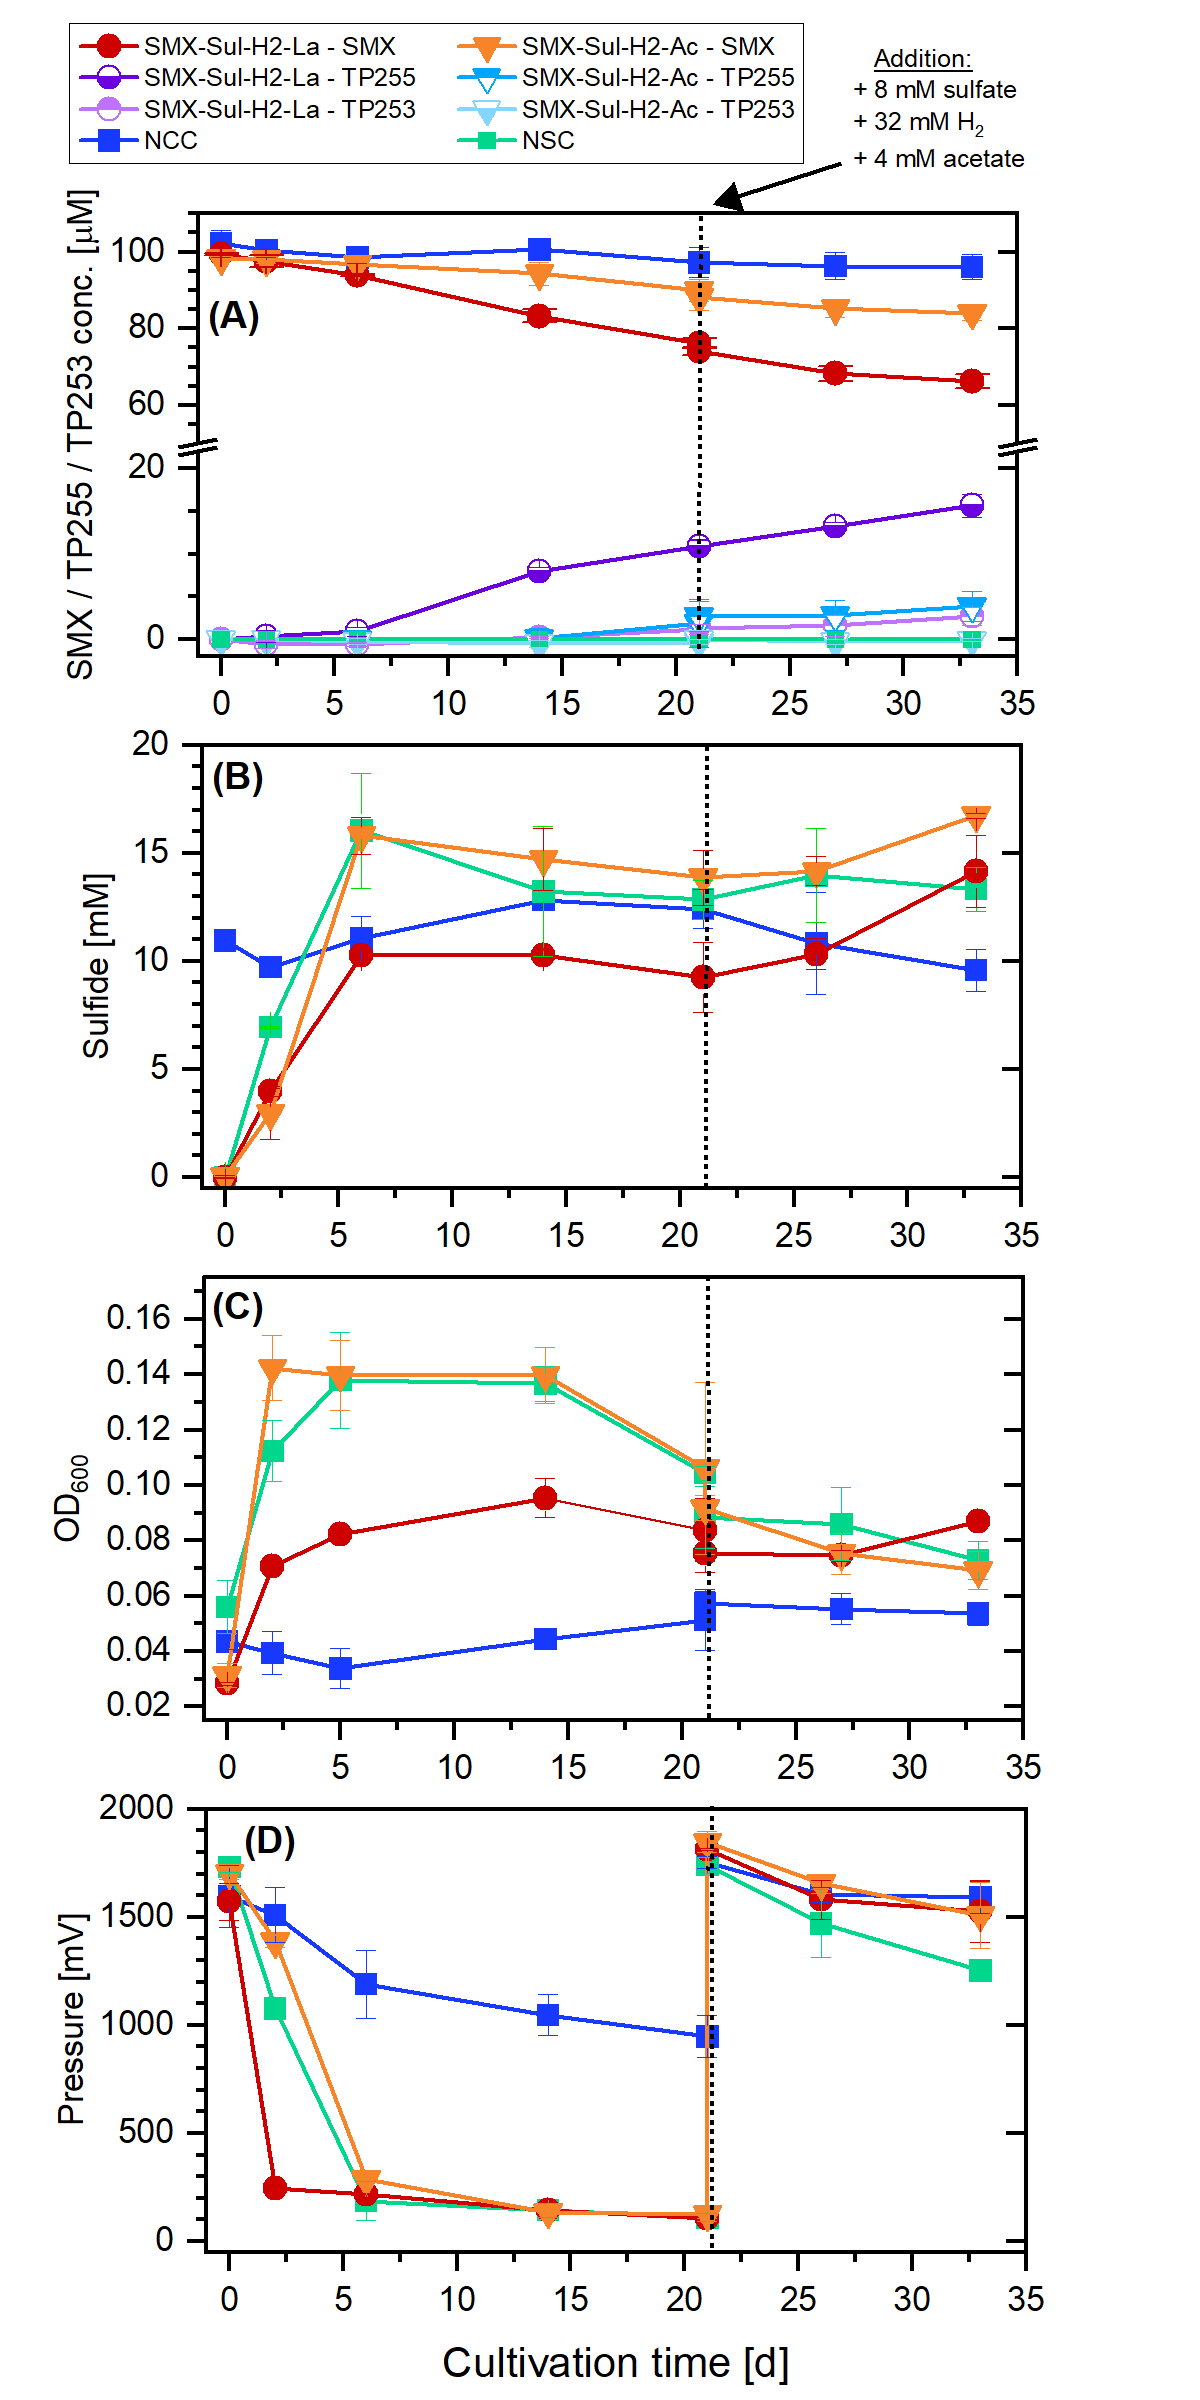 SMX-Sul-H2-La - SMX
SMX-Sul-H2-Ac - SMX
SMX-Sul-H2-La - TP255
SMX-Sul-H2-Ac - TP255
SMX-Sul-H2-La - TP253
SMX-Sul-H2-Ac - TP253
NCC
NSC
Addition:
+ 8 mM sulfate
+ 32 mM H2
+ 4 mM acetate
SMX / TP255 / TP253 conc. [µM]
(A)
100
80
60
20
0
0 5 10 15 20 25 30 35
Sulfide [mM]
(B)
20
15
10
5
0
0 5 10 15 20 25 30 35
OD600
(C)
0.16
0.14
0.12
0.10
0.08
0.06
0.04
0.02
0 5 10 15 20 25 30 35
Pressure [mV]
(D)
2000
1500
1000
500
0
0 5 10 15 20 25 30 35
Cultivation time [d]